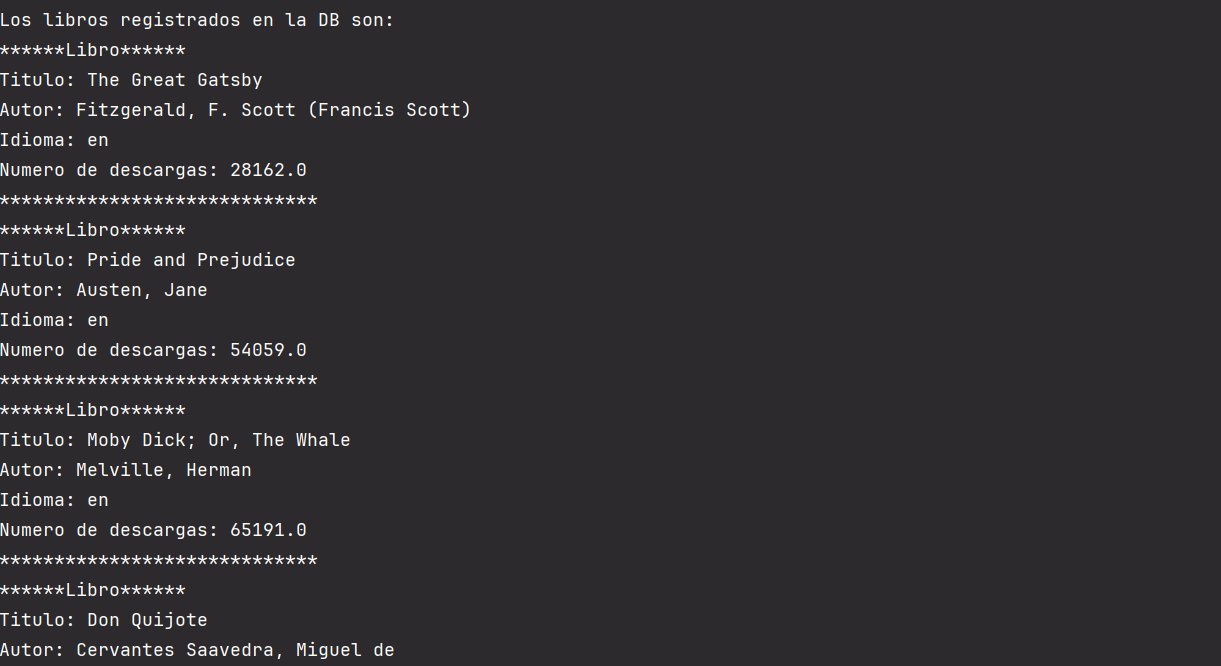 Los libros registrados en la DB son:
******Libro******
Titulo: The Great Gatsby
Autor: Fitzgerald, F. Scott (Francis Scott)
Idioma: en
Numero de descargas: 28162.0
*****************************
******Libro******
Titulo: Pride and Prejudice
Autor: Austen, Jane
Idioma: en
Numero de descargas: 54059.0
*****************************
******Libro******
Titulo: Moby Dick; Or, The Whale
Autor: Melville, Herman
Idioma: en
Numero de descargas: 65191.0
*****************************
******Libro******
Titulo: Don Quijote
Autor: Cervantes Saavedra, Miguel de